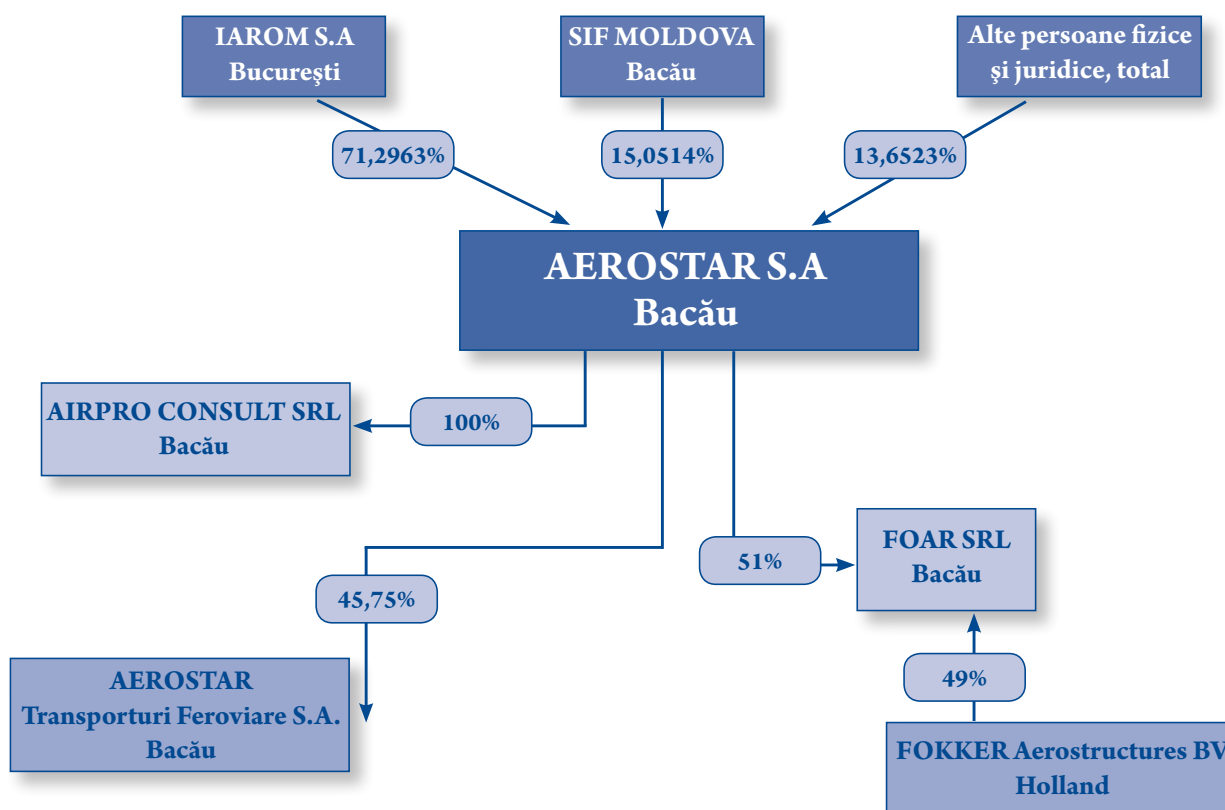 IAROM S.A
Bucureşti
SIF MOLDOVA
Bacău
Alte persoane fizice
şi juridice, total
71,2963%
15,0514%
13,6523%
AEROSTAR S.A
Bacău
AIRPRO CONSULT SRL
Bacău
100%
FOAR SRL
Bacău
51%
45,75%
AEROSTAR
Transporturi Feroviare S.A.
Bacău
49%
FOKKER Aerostructures BV
Holland